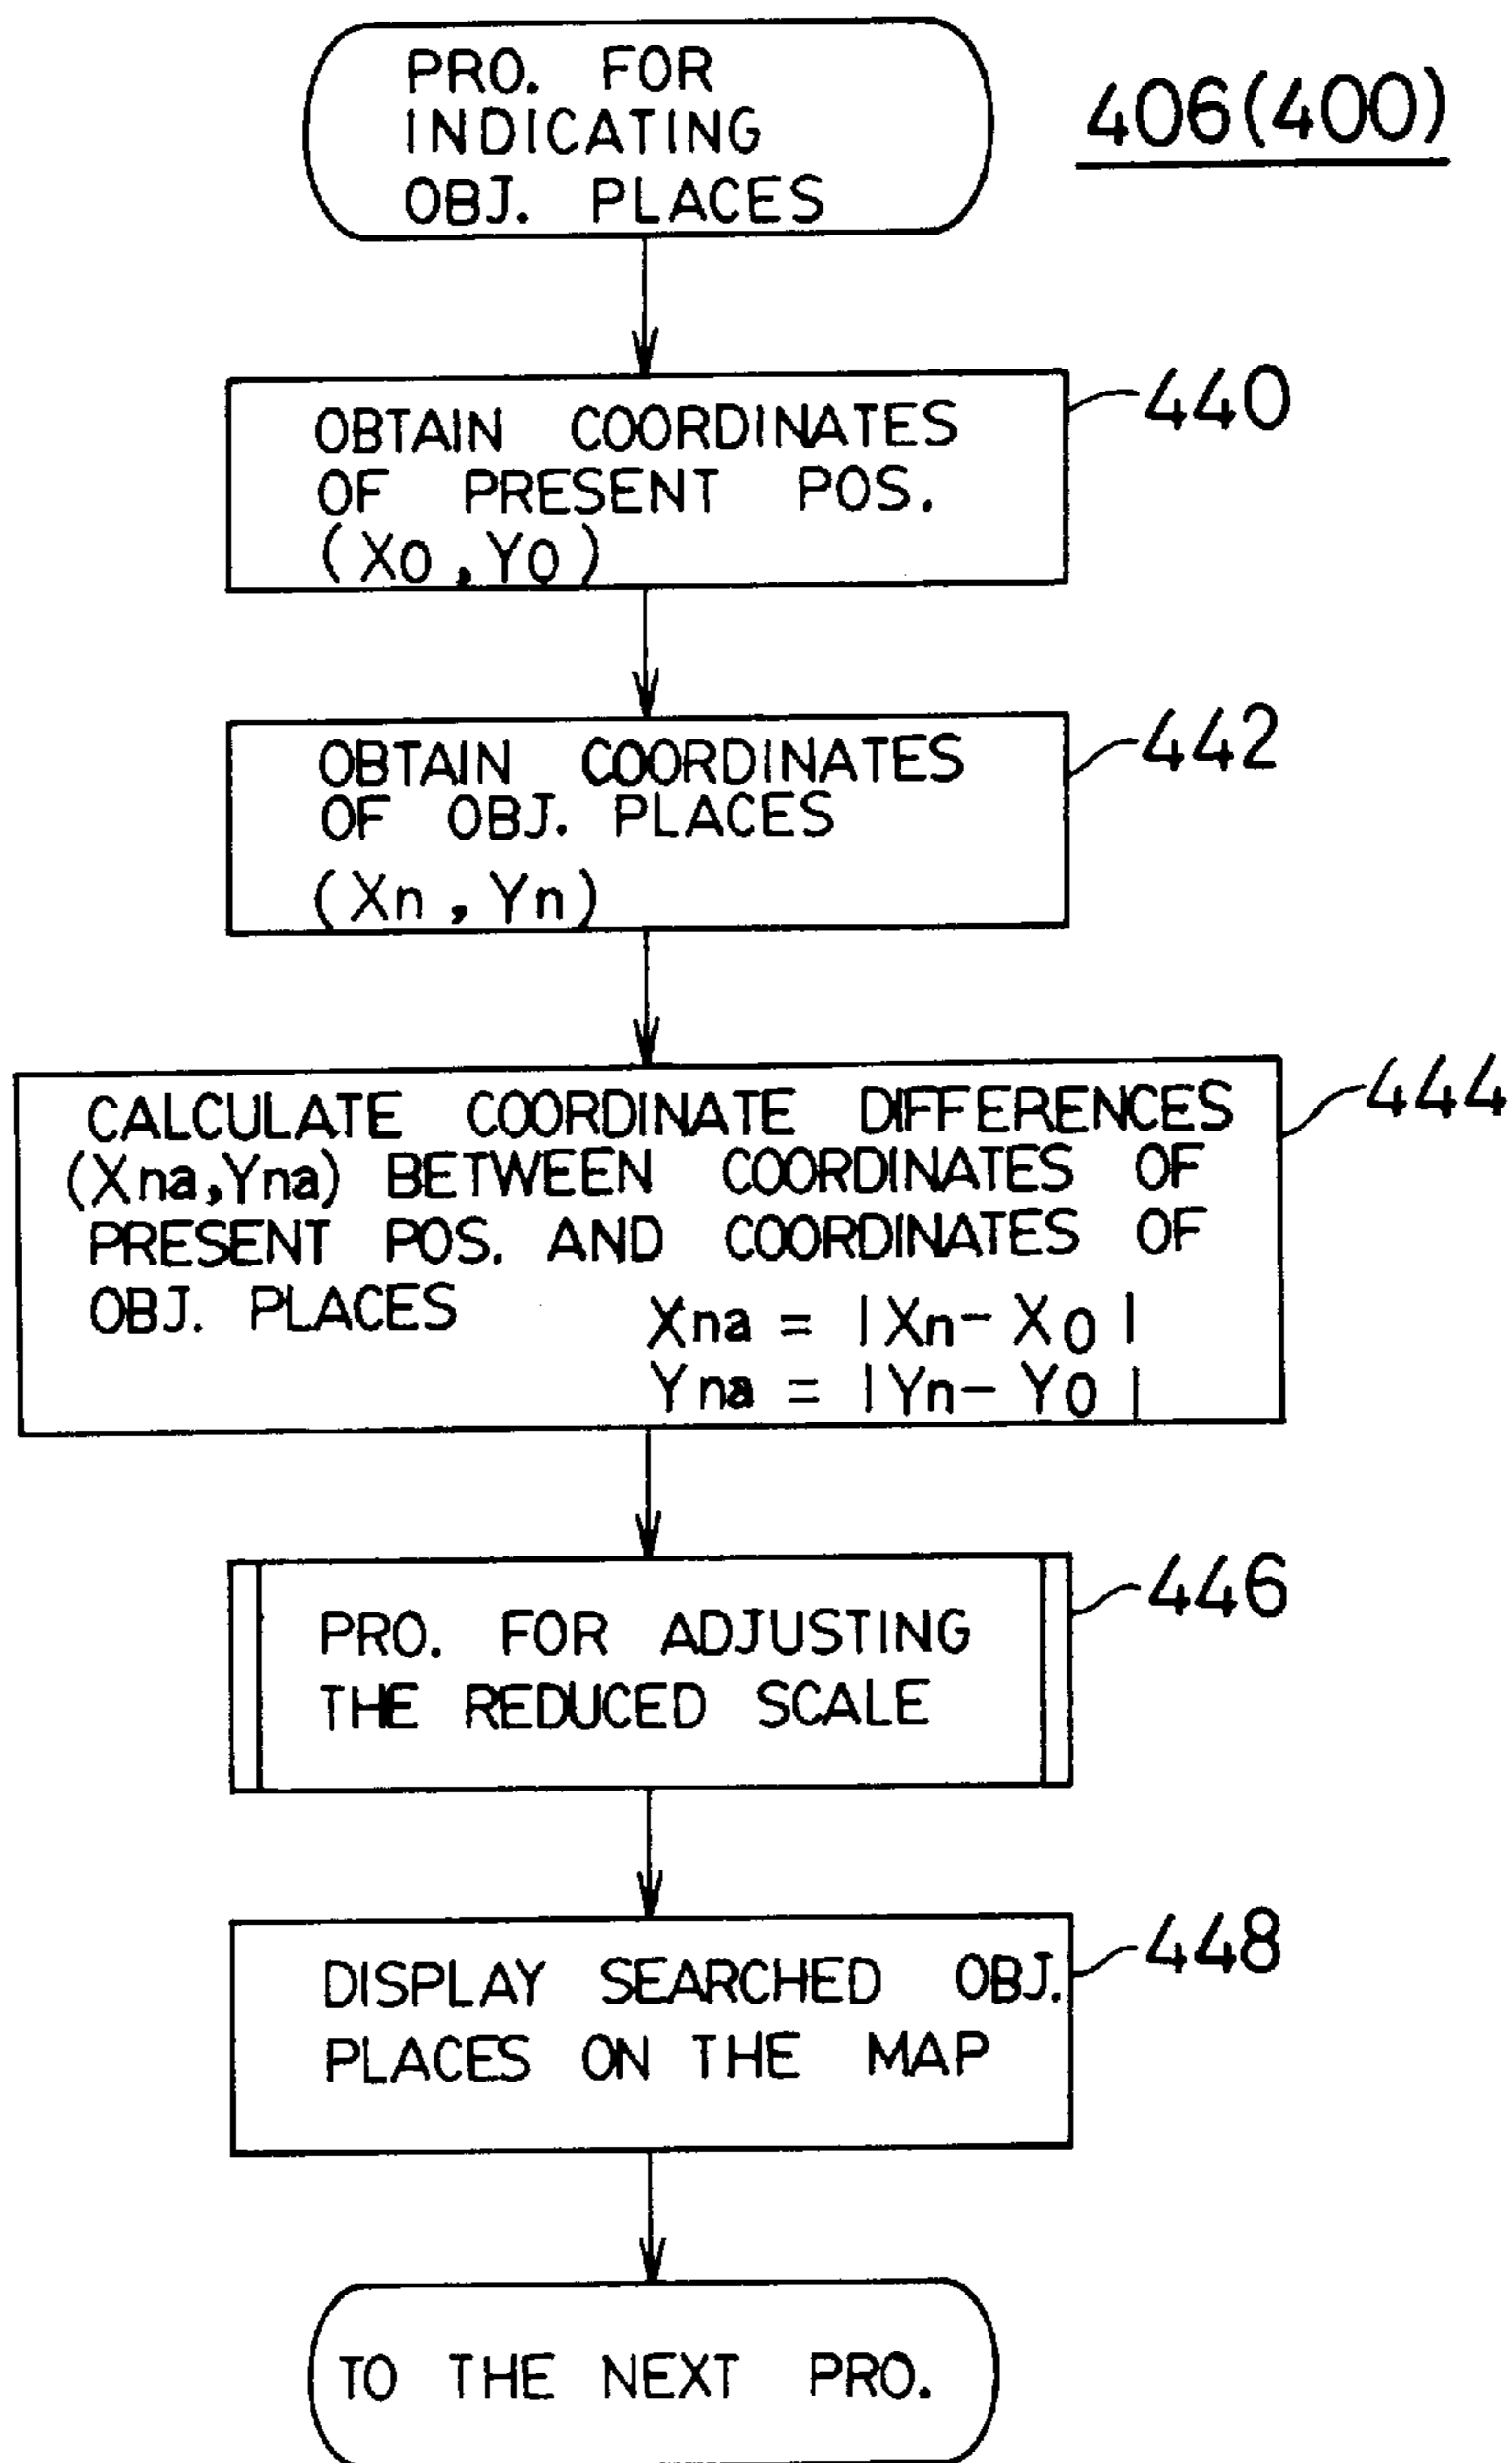 PRO. FOR
INDICATING
OBJ. PLACES
406(400)
OBTAIN COORDINATES
OF PRESENT POS.
(X0,Y0)
440
OBTAIN COORDINATES
OF OBJ. PLACES
(Xn,Yn)
442
CALCULATE COORDINATE DIFFERENCES
(Xna,Yna) BETWEEN COORDINATES OF
PRESENT POS. AND COORDINATES OF
OBJ. PLACES
Xna = |Xn-X0|
Yna = |Yn-Y0|
444
PRO. FOR ADJUSTING
THE REDUCED SCALE
446
DISPLAY SEARCHED OBJ.
PLACES ON THE MAP
448
TO THE NEXT PRO.